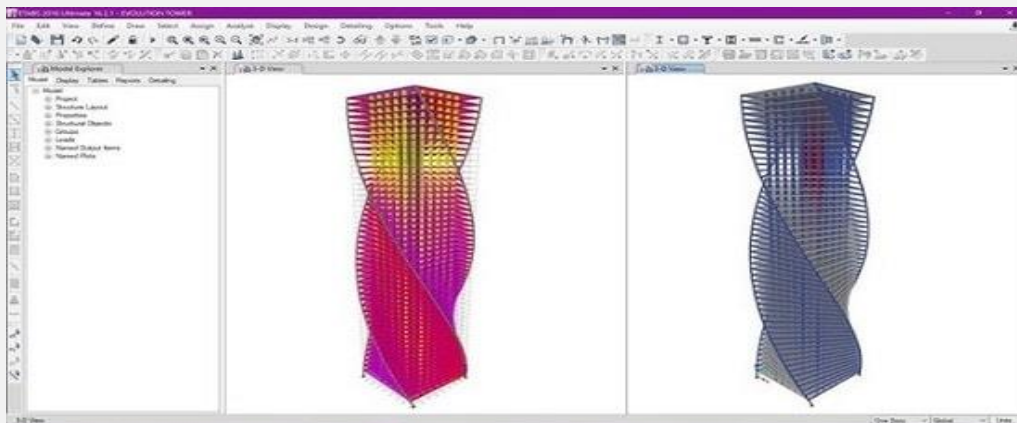 ETABS 2016 Ultimate 16.2.1 - EVOLUTION TOWER
File Edit View Define Draw Select Assign Analyze Display Design Detailing Options Tools Help
Model Explorer
Model Display Tables Reports Detailing
Model
Project
Structure Layout
Properties
Structural Objects
Groups
Loads
Named Output Items
Named Plots
3-D View
3-D View
3-D View
One Story
Global
Units